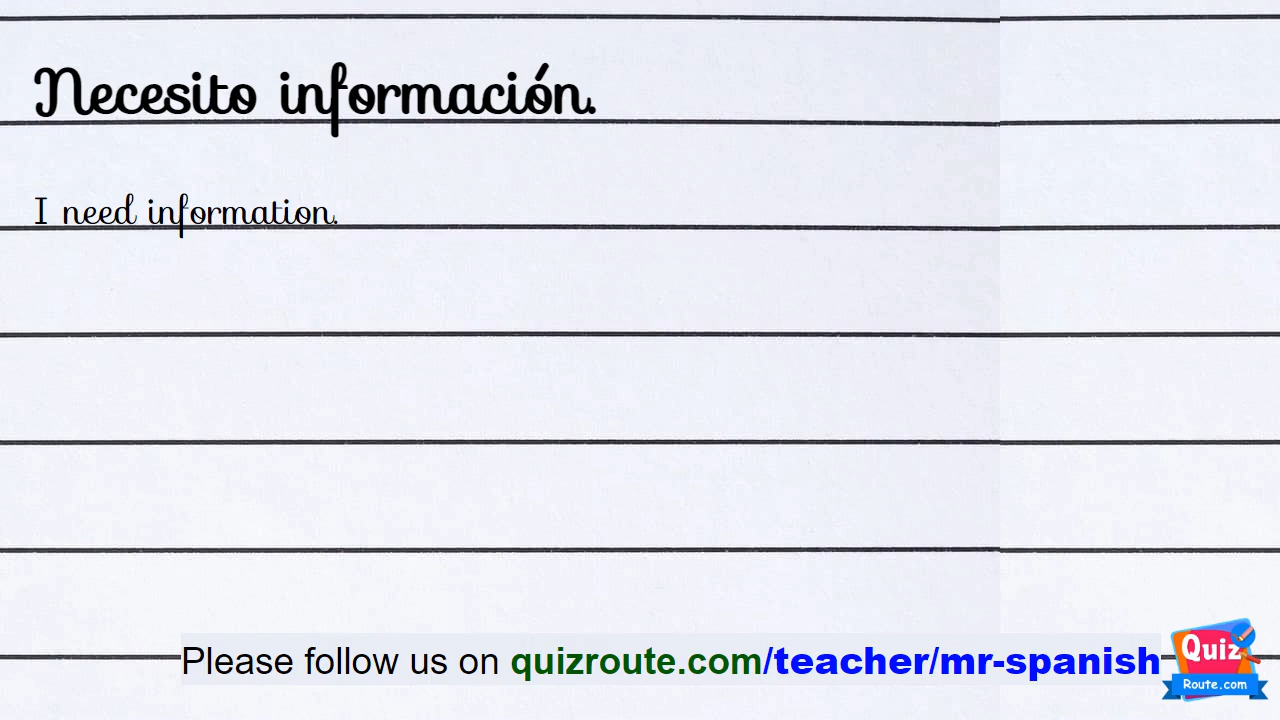 Necesito información.
I need information.
Please follow us on quizroute.com/teacher/mr-spanish
Quiz
Route.com